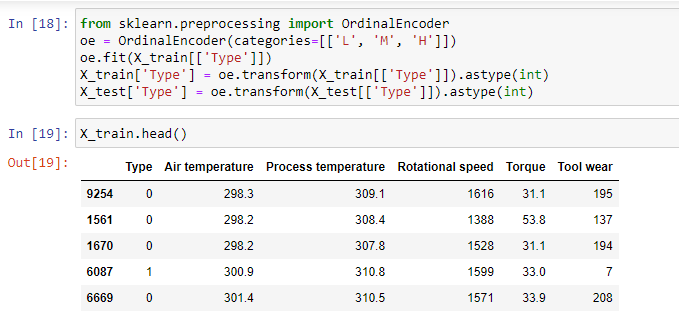 In [18]: from sklearn.preprocessing import OrdinalEncoder
oe = OrdinalEncoder(categories=[['L', 'M', 'H']])
oe.fit(X_train[['Type']])
X_train['Type'] = oe.transform(X_train[['Type']]).astype(int)
X_test['Type'] = oe.transform(X_test[['Type']]).astype(int)
In [19]: X_train.head()
Out[19]:
Type Air temperature Process temperature Rotational speed Torque Tool wear
9254 0 298.3 309.1 1616 31.1 195
1561 0 298.2 308.4 1388 53.8 137
1670 0 298.2 307.8 1528 31.1 194
6087 1 300.9 310.8 1599 33.0 7
6669 0 301.4 310.5 1571 33.9 208